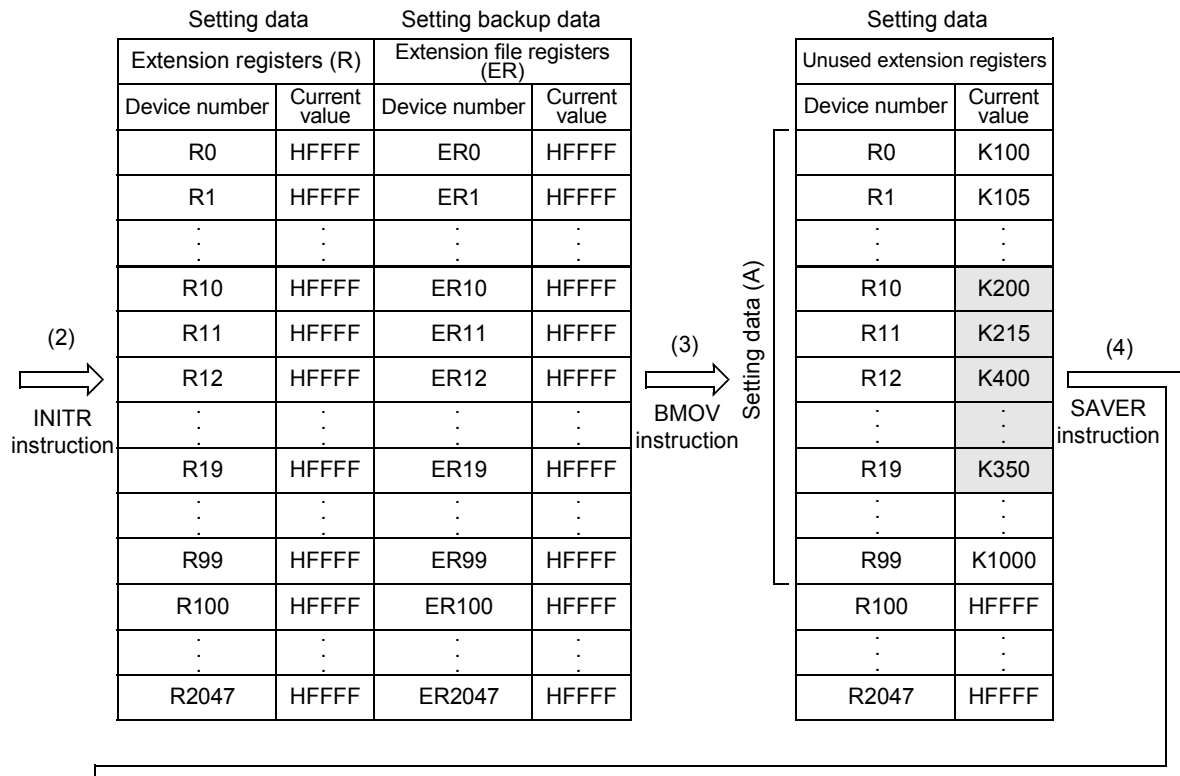 Setting data Setting backup data Setting data
Extension registers (R) Extension file registers (ER) Unused extension registers
Device number Current value Device number Current value Device number Current value
R0 HFFFF ER0 HFFFF R0 K100
R1 HFFFF ER1 HFFFF R1 K105
: : : : : :
R10 HFFFF ER10 HFFFF R10 K200
R11 HFFFF ER11 HFFFF R11 K215
R12 HFFFF ER12 HFFFF R12 K400
: : : : : :
R19 HFFFF ER19 HFFFF R19 K350
: : : : : :
R99 HFFFF ER99 HFFFF R99 K1000
R100 HFFFF ER100 HFFFF R100 HFFFF
: : : : : :
R2047 HFFFF ER2047 HFFFF R2047 HFFFF
(2)
INITR
instruction
(3)
BMOV
instruction
Setting data (A)
(4)
SAVER
instruction